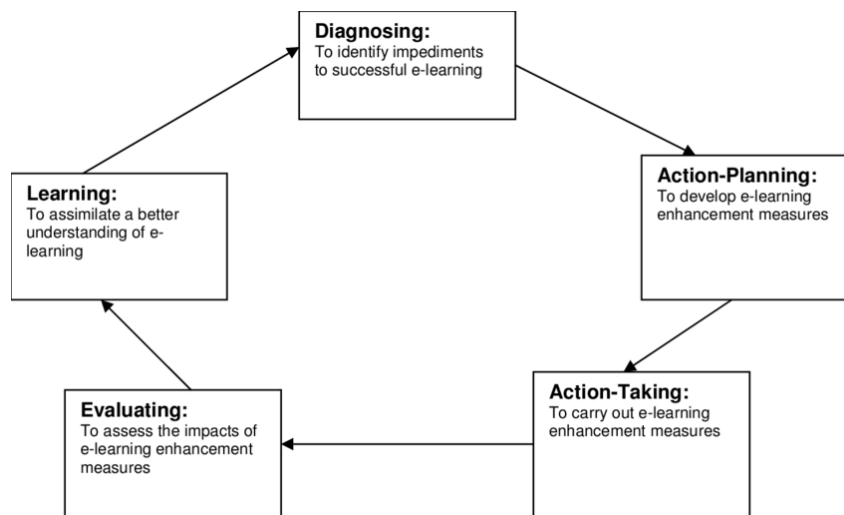 Diagnosing:
To identify impediments
to successful e-learning
Action-Planning:
To develop e-learning
enhancement measures
Action-Taking:
To carry out e-learning
enhancement measures
Evaluating:
To assess the impacts of
e-learning enhancement
measures
Learning:
To assimilate a better
understanding of e-
learning